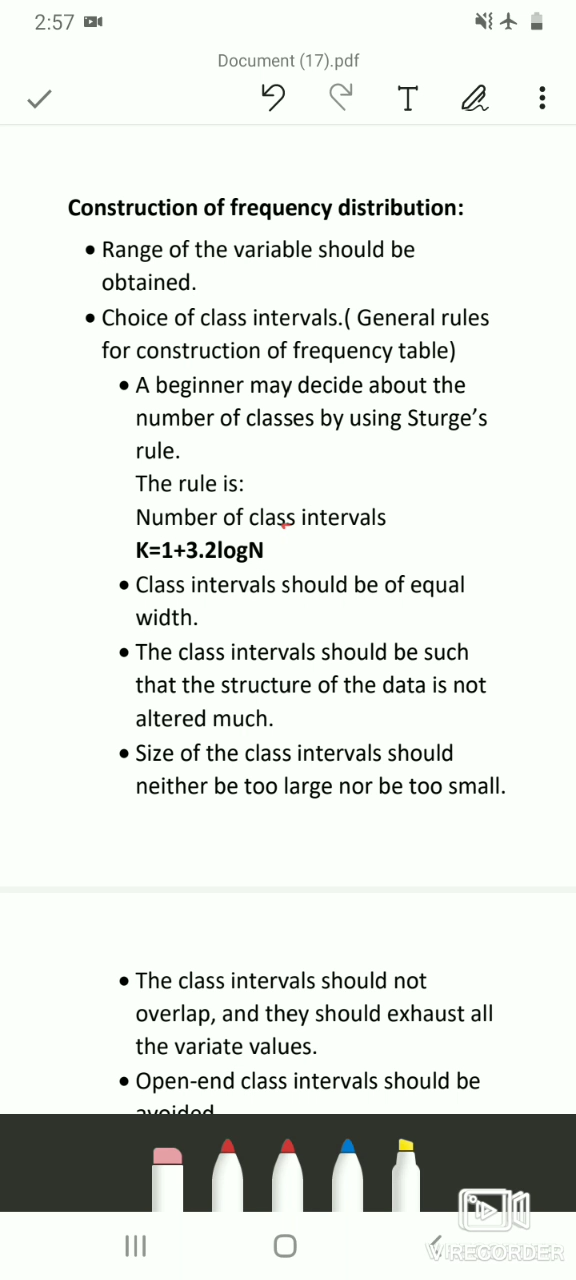 2:57
Document (17).pdf
T
Construction of frequency distribution:
• Range of the variable should be
obtained.
• Choice of class intervals.( General rules
for construction of frequency table)
• A beginner may decide about the
number of classes by using Sturge’s
rule.
The rule is:
Number of class intervals
K=1+3.2logN
• Class intervals should be of equal
width.
• The class intervals should be such
that the structure of the data is not
altered much.
• Size of the class intervals should
neither be too large nor be too small.
• The class intervals should not
overlap, and they should exhaust all
the variate values.
• Open-end class intervals should be
avoided
VIRECORDER